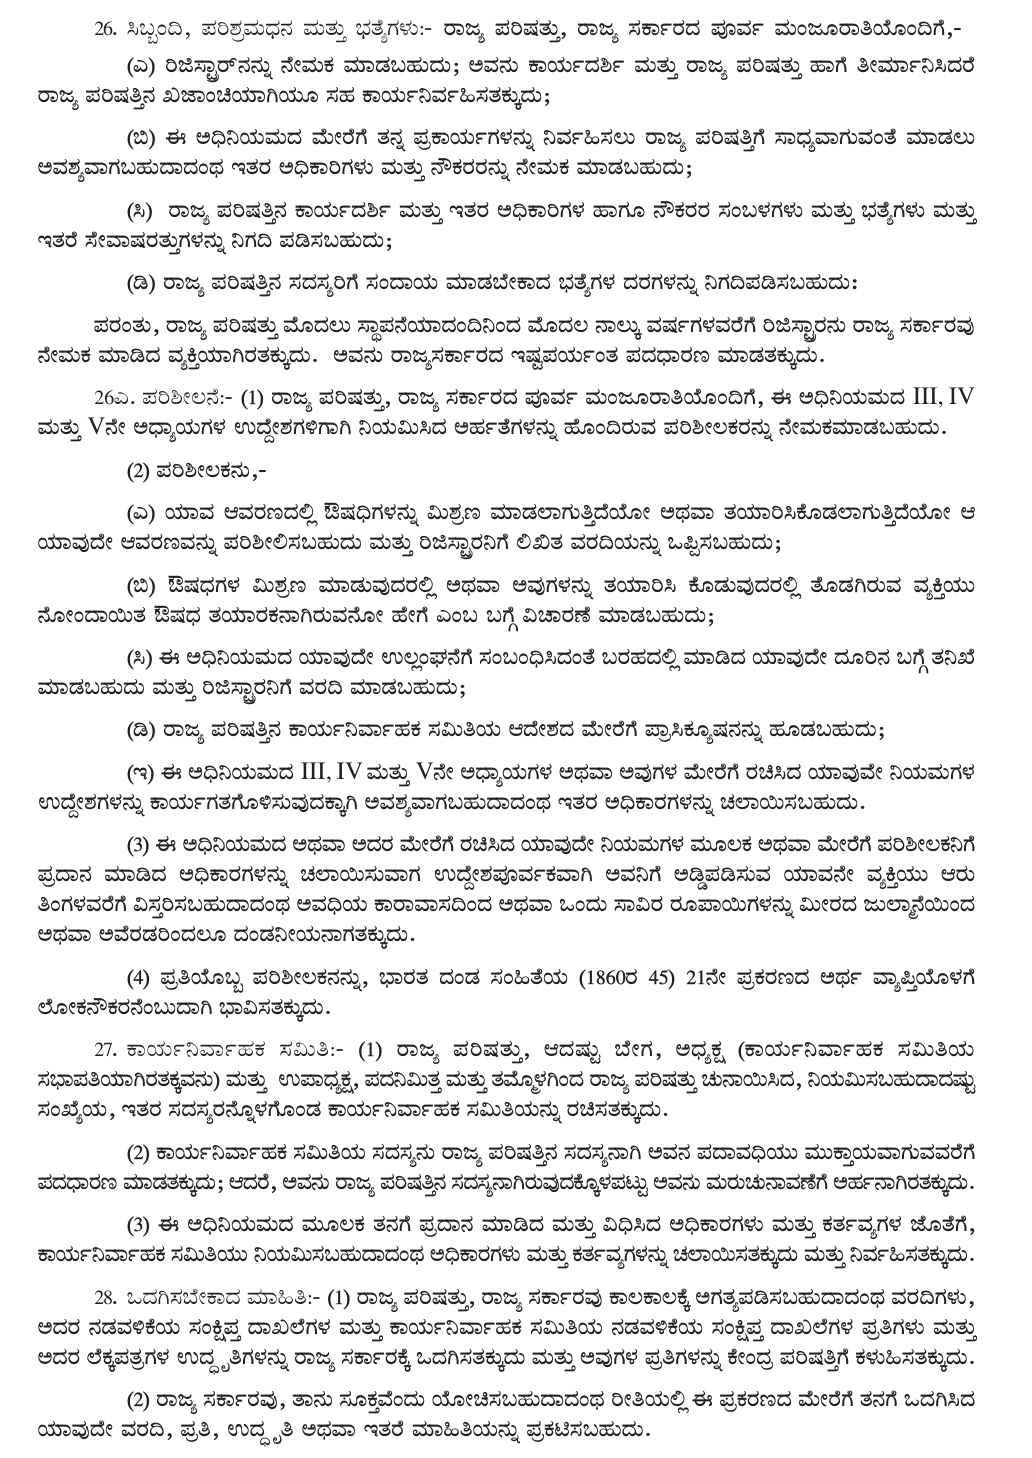 26. ಸಿಬ್ಬಂದಿ, ಪರಿಶ್ರಮಧನ ಮತ್ತು ಭತ್ಯೆಗಳು:- ರಾಜ್ಯ ಪರಿಷತ್ತು, ರಾಜ್ಯ ಸರ್ಕಾರದ ಪೂರ್ವ ಮಂಜೂರಾತಿಯೊಂದಿಗೆ,-
(ಎ) ರಿಜಿಸ್ಟ್ರಾರ್‌ನನ್ನು ನೇಮಕ ಮಾಡಬಹುದು; ಅವನು ಕಾರ್ಯದರ್ಶಿ ಮತ್ತು ರಾಜ್ಯ ಪರಿಷತ್ತು ಹಾಗೆ ತೀರ್ಮಾನಿಸಿದರೆ
ರಾಜ್ಯ ಪರಿಷತ್ತಿನ ಖಜಾಂಚಿಯಾಗಿಯೂ ಸಹ ಕಾರ್ಯನಿರ್ವಹಿಸತಕ್ಕುದು;
(ಬಿ) ಈ ಅಧಿನಿಯಮದ ಮೇರೆಗೆ ತನ್ನ ಪ್ರಕಾರ್ಯಗಳನ್ನು ನಿರ್ವಹಿಸಲು ರಾಜ್ಯ ಪರಿಷತ್ತಿಗೆ ಸಾಧ್ಯವಾಗುವಂತೆ ಮಾಡಲು
ಅವಶ್ಯವಾಗಬಹುದಾದಂಥ ಇತರ ಅಧಿಕಾರಿಗಳು ಮತ್ತು ನೌಕರರನ್ನು ನೇಮಕ ಮಾಡಬಹುದು;
(ಸಿ) ರಾಜ್ಯ ಪರಿಷತ್ತಿನ ಕಾರ್ಯದರ್ಶಿ ಮತ್ತು ಇತರ ಅಧಿಕಾರಿಗಳ ಹಾಗೂ ನೌಕರರ ಸಂಬಳಗಳು ಮತ್ತು ಭತ್ಯೆಗಳು ಮತ್ತು
ಇತರೆ ಸೇವಾಷರತ್ತುಗಳನ್ನು ನಿಗದಿ ಪಡಿಸಬಹುದು;
(ಡಿ) ರಾಜ್ಯ ಪರಿಷತ್ತಿನ ಸದಸ್ಯರಿಗೆ ಸಂದಾಯ ಮಾಡಬೇಕಾದ ಭತ್ಯೆಗಳ ದರಗಳನ್ನು ನಿಗದಿಪಡಿಸಬಹುದು:
ಪರಂತು, ರಾಜ್ಯ ಪರಿಷತ್ತು ಮೊದಲು ಸ್ಥಾಪನೆಯಾದಂದಿನಿಂದ ಮೊದಲ ನಾಲ್ಕು ವರ್ಷಗಳವರೆಗೆ ರಿಜಿಸ್ಟ್ರಾರನು ರಾಜ್ಯ ಸರ್ಕಾರವು
ನೇಮಕ ಮಾಡಿದ ವ್ಯಕ್ತಿಯಾಗಿರತಕ್ಕುದು. ಅವನು ರಾಜ್ಯಸರ್ಕಾರದ ಇಷ್ಟಪರ್ಯಂತ ಪದಧಾರಣ ಮಾಡತಕ್ಕುದು.
26ಎ. ಪರಿಶೀಲನೆ:- (1) ರಾಜ್ಯ ಪರಿಷತ್ತು, ರಾಜ್ಯ ಸರ್ಕಾರದ ಪೂರ್ವ ಮಂಜೂರಾತಿಯೊಂದಿಗೆ, ಈ ಅಧಿನಿಯಮದ III, IV
ಮತ್ತು Vನೇ ಅಧ್ಯಾಯಗಳ ಉದ್ದೇಶಗಳಿಗಾಗಿ ನಿಯಮಿಸಿದ ಅರ್ಹತೆಗಳನ್ನು ಹೊಂದಿರುವ ಪರಿಶೀಲಕರನ್ನು ನೇಮಕಮಾಡಬಹುದು.
(2) ಪರಿಶೀಲಕನು,-
(ಎ) ಯಾವ ಆವರಣದಲ್ಲಿ ಔಷಧಿಗಳನ್ನು ಮಿಶ್ರಣ ಮಾಡಲಾಗುತ್ತಿದೆಯೋ ಅಥವಾ ತಯಾರಿಸಿಕೊಡಲಾಗುತ್ತಿದೆಯೋ ಆ
ಯಾವುದೇ ಆವರಣವನ್ನು ಪರಿಶೀಲಿಸಬಹುದು ಮತ್ತು ರಿಜಿಸ್ಟ್ರಾರನಿಗೆ ಲಿಖಿತ ವರದಿಯನ್ನು ಒಪ್ಪಿಸಬಹುದು;
(ಬಿ) ಔಷಧಗಳ ಮಿಶ್ರಣ ಮಾಡುವುದರಲ್ಲಿ ಅಥವಾ ಅವುಗಳನ್ನು ತಯಾರಿಸಿ ಕೊಡುವುದರಲ್ಲಿ ತೊಡಗಿರುವ ವ್ಯಕ್ತಿಯು
ನೋಂದಾಯಿತ ಔಷಧ ತಯಾರಕನಾಗಿರುವನೋ ಹೇಗೆ ಎಂಬ ಬಗ್ಗೆ ವಿಚಾರಣೆ ಮಾಡಬಹುದು;
(ಸಿ) ಈ ಅಧಿನಿಯಮದ ಯಾವುದೇ ಉಲ್ಲಂಘನೆಗೆ ಸಂಬಂಧಿಸಿದಂತೆ ಬರಹದಲ್ಲಿ ಮಾಡಿದ ಯಾವುದೇ ದೂರಿನ ಬಗ್ಗೆ ತನಿಖೆ
ಮಾಡಬಹುದು ಮತ್ತು ರಿಜಿಸ್ಟ್ರಾರನಿಗೆ ವರದಿ ಮಾಡಬಹುದು;
(ಡಿ) ರಾಜ್ಯ ಪರಿಷತ್ತಿನ ಕಾರ್ಯನಿರ್ವಾಹಕ ಸಮಿತಿಯ ಆದೇಶದ ಮೇರೆಗೆ ಪ್ರಾಸಿಕ್ಯೂಷನನ್ನು ಹೂಡಬಹುದು;
(ಇ) ಈ ಅಧಿನಿಯಮದ III, IV ಮತ್ತು Vನೇ ಅಧ್ಯಾಯಗಳ ಅಥವಾ ಅವುಗಳ ಮೇರೆಗೆ ರಚಿಸಿದ ಯಾವುವೇ ನಿಯಮಗಳ
ಉದ್ದೇಶಗಳನ್ನು ಕಾರ್ಯಗತಗೊಳಿಸುವುದಕ್ಕಾಗಿ ಅವಶ್ಯವಾಗಬಹುದಾದಂಥ ಇತರ ಅಧಿಕಾರಗಳನ್ನು ಚಲಾಯಿಸಬಹುದು.
(3) ಈ ಅಧಿನಿಯಮದ ಅಥವಾ ಅದರ ಮೇರೆಗೆ ರಚಿಸಿದ ಯಾವುದೇ ನಿಯಮಗಳ ಮೂಲಕ ಅಥವಾ ಮೇರೆಗೆ ಪರಿಶೀಲಕನಿಗೆ
ಪ್ರದಾನ ಮಾಡಿದ ಅಧಿಕಾರಗಳನ್ನು ಚಲಾಯಿಸುವಾಗ ಉದ್ದೇಶಪೂರ್ವಕವಾಗಿ ಅವನಿಗೆ ಅಡ್ಡಿಪಡಿಸುವ ಯಾವನೇ ವ್ಯಕ್ತಿಯು ಆರು
ತಿಂಗಳವರೆಗೆ ವಿಸ್ತರಿಸಬಹುದಾದಂಥ ಅವಧಿಯ ಕಾರಾವಾಸದಿಂದ ಅಥವಾ ಒಂದು ಸಾವಿರ ರೂಪಾಯಿಗಳನ್ನು ಮೀರದ ಜುಲ್ಮಾನೆಯಿಂದ
ಅಥವಾ ಅವೆರಡರಿಂದಲೂ ದಂಡನೀಯನಾಗತಕ್ಕುದು.
(4) ಪ್ರತಿಯೊಬ್ಬ ಪರಿಶೀಲಕನನ್ನು, ಭಾರತ ದಂಡ ಸಂಹಿತೆಯ (1860ರ 45) 21ನೇ ಪ್ರಕರಣದ ಅರ್ಥ ವ್ಯಾಪ್ತಿಯೊಳಗೆ
ಲೋಕನೌಕರನೆಂಬುದಾಗಿ ಭಾವಿಸತಕ್ಕುದು.
27. ಕಾರ್ಯನಿರ್ವಾಹಕ ಸಮಿತಿ:- (1) ರಾಜ್ಯ ಪರಿಷತ್ತು, ಆದಷ್ಟು ಬೇಗ, ಅಧ್ಯಕ್ಷ (ಕಾರ್ಯನಿರ್ವಾಹಕ ಸಮಿತಿಯ
ಸಭಾಪತಿಯಾಗಿರತಕ್ಕವನು) ಮತ್ತು ಉಪಾಧ್ಯಕ್ಷ, ಪದನಿಮಿತ್ತ ಮತ್ತು ತಮ್ಮೊಳಗಿಂದ ರಾಜ್ಯ ಪರಿಷತ್ತು ಚುನಾಯಿಸಿದ, ನಿಯಮಿಸಬಹುದಾದಷ್ಟು
ಸಂಖ್ಯೆಯ, ಇತರ ಸದಸ್ಯರನ್ನೊಳಗೊಂಡ ಕಾರ್ಯನಿರ್ವಾಹಕ ಸಮಿತಿಯನ್ನು ರಚಿಸತಕ್ಕುದು.
(2) ಕಾರ್ಯನಿರ್ವಾಹಕ ಸಮಿತಿಯ ಸದಸ್ಯನು ರಾಜ್ಯ ಪರಿಷತ್ತಿನ ಸದಸ್ಯನಾಗಿ ಅವನ ಪದಾವಧಿಯು ಮುಕ್ತಾಯವಾಗುವವರೆಗೆ
ಪದಧಾರಣ ಮಾಡತಕ್ಕುದು; ಆದರೆ, ಅವನು ರಾಜ್ಯ ಪರಿಷತ್ತಿನ ಸದಸ್ಯನಾಗಿರುವುದಕ್ಕೊಳಪಟ್ಟು ಅವನು ಮರುಚುನಾವಣೆಗೆ ಅರ್ಹನಾಗಿರತಕ್ಕುದು.
(3) ಈ ಅಧಿನಿಯಮದ ಮೂಲಕ ತನಗೆ ಪ್ರದಾನ ಮಾಡಿದ ಮತ್ತು ವಿಧಿಸಿದ ಅಧಿಕಾರಗಳು ಮತ್ತು ಕರ್ತವ್ಯಗಳ ಜೊತೆಗೆ,
ಕಾರ್ಯನಿರ್ವಾಹಕ ಸಮಿತಿಯು ನಿಯಮಿಸಬಹುದಾದಂಥ ಅಧಿಕಾರಗಳು ಮತ್ತು ಕರ್ತವ್ಯಗಳನ್ನು ಚಲಾಯಿಸತಕ್ಕುದು ಮತ್ತು ನಿರ್ವಹಿಸತಕ್ಕುದು.
28. ಒದಗಿಸಬೇಕಾದ ಮಾಹಿತಿ:- (1) ರಾಜ್ಯ ಪರಿಷತ್ತು, ರಾಜ್ಯ ಸರ್ಕಾರವು ಕಾಲಕಾಲಕ್ಕೆ ಅಗತ್ಯಪಡಿಸಬಹುದಾದಂಥ ವರದಿಗಳು,
ಅದರ ನಡವಳಿಕೆಯ ಸಂಕ್ಷಿಪ್ತ ದಾಖಲೆಗಳ ಮತ್ತು ಕಾರ್ಯನಿರ್ವಾಹಕ ಸಮಿತಿಯ ನಡವಳಿಕೆಯ ಸಂಕ್ಷಿಪ್ತ ದಾಖಲೆಗಳ ಪ್ರತಿಗಳು ಮತ್ತು
ಅದರ ಲೆಕ್ಕಪತ್ರಗಳ ಉದ್ಧೃತಿಗಳನ್ನು ರಾಜ್ಯ ಸರ್ಕಾರಕ್ಕೆ ಒದಗಿಸತಕ್ಕುದು ಮತ್ತು ಅವುಗಳ ಪ್ರತಿಗಳನ್ನು ಕೇಂದ್ರ ಪರಿಷತ್ತಿಗೆ ಕಳುಹಿಸತಕ್ಕುದು.
(2) ರಾಜ್ಯ ಸರ್ಕಾರವು, ತಾನು ಸೂಕ್ತವೆಂದು ಯೋಚಿಸಬಹುದಾದಂಥ ರೀತಿಯಲ್ಲಿ ಈ ಪ್ರಕರಣದ ಮೇರೆಗೆ ತನಗೆ ಒದಗಿಸಿದ
ಯಾವುದೇ ವರದಿ, ಪ್ರತಿ, ಉದ್ಧೃತಿ ಅಥವಾ ಇತರೆ ಮಾಹಿತಿಯನ್ನು ಪ್ರಕಟಿಸಬಹುದು.